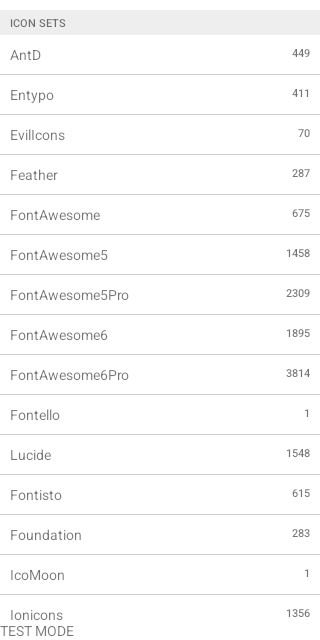 ICON SETS
AntD 449
Entypo 411
EvilIcons 70
Feather 287
FontAwesome 675
FontAwesome5 1458
FontAwesome5Pro 2309
FontAwesome6 1895
FontAwesome6Pro 3814
Fontello 1
Lucide 1548
Fontisto 615
Foundation 283
IcoMoon 1
Ionicons 1356
TEST MODE